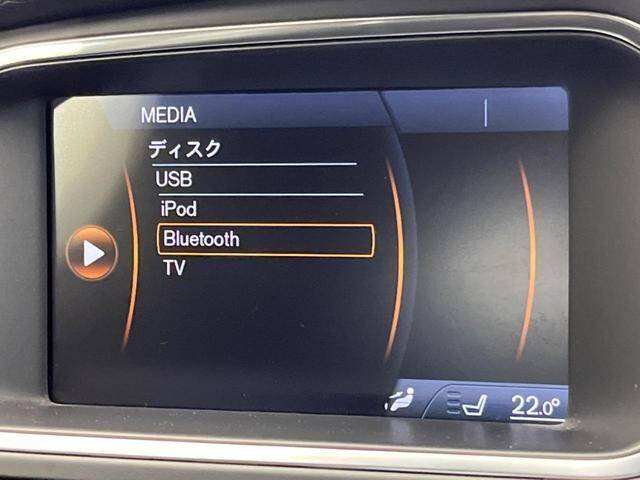 MEDIA
ディスク
USB
iPod
Bluetooth
TV
22.0°